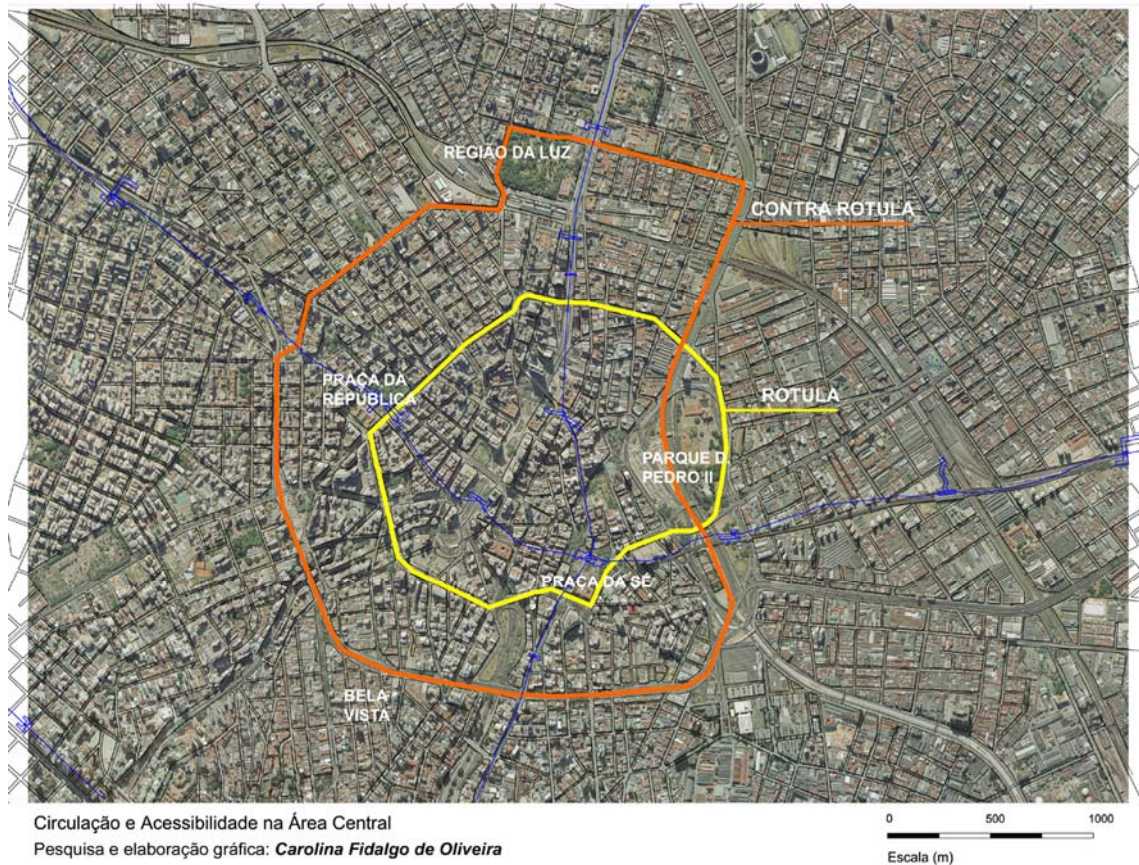 REGIÃO DA LUZ
CONTRA ROTULA
PRAÇA DA
REPÚBLICA
ROTULA
PARQUE D.
PEDRO II
PRAÇA DA SÉ
BELA
VISTA
Circulação e Acessibilidade na Área Central
Pesquisa e elaboração gráfica: Carolina Fidalgo de Oliveira
0 500 1000
Escala (m)